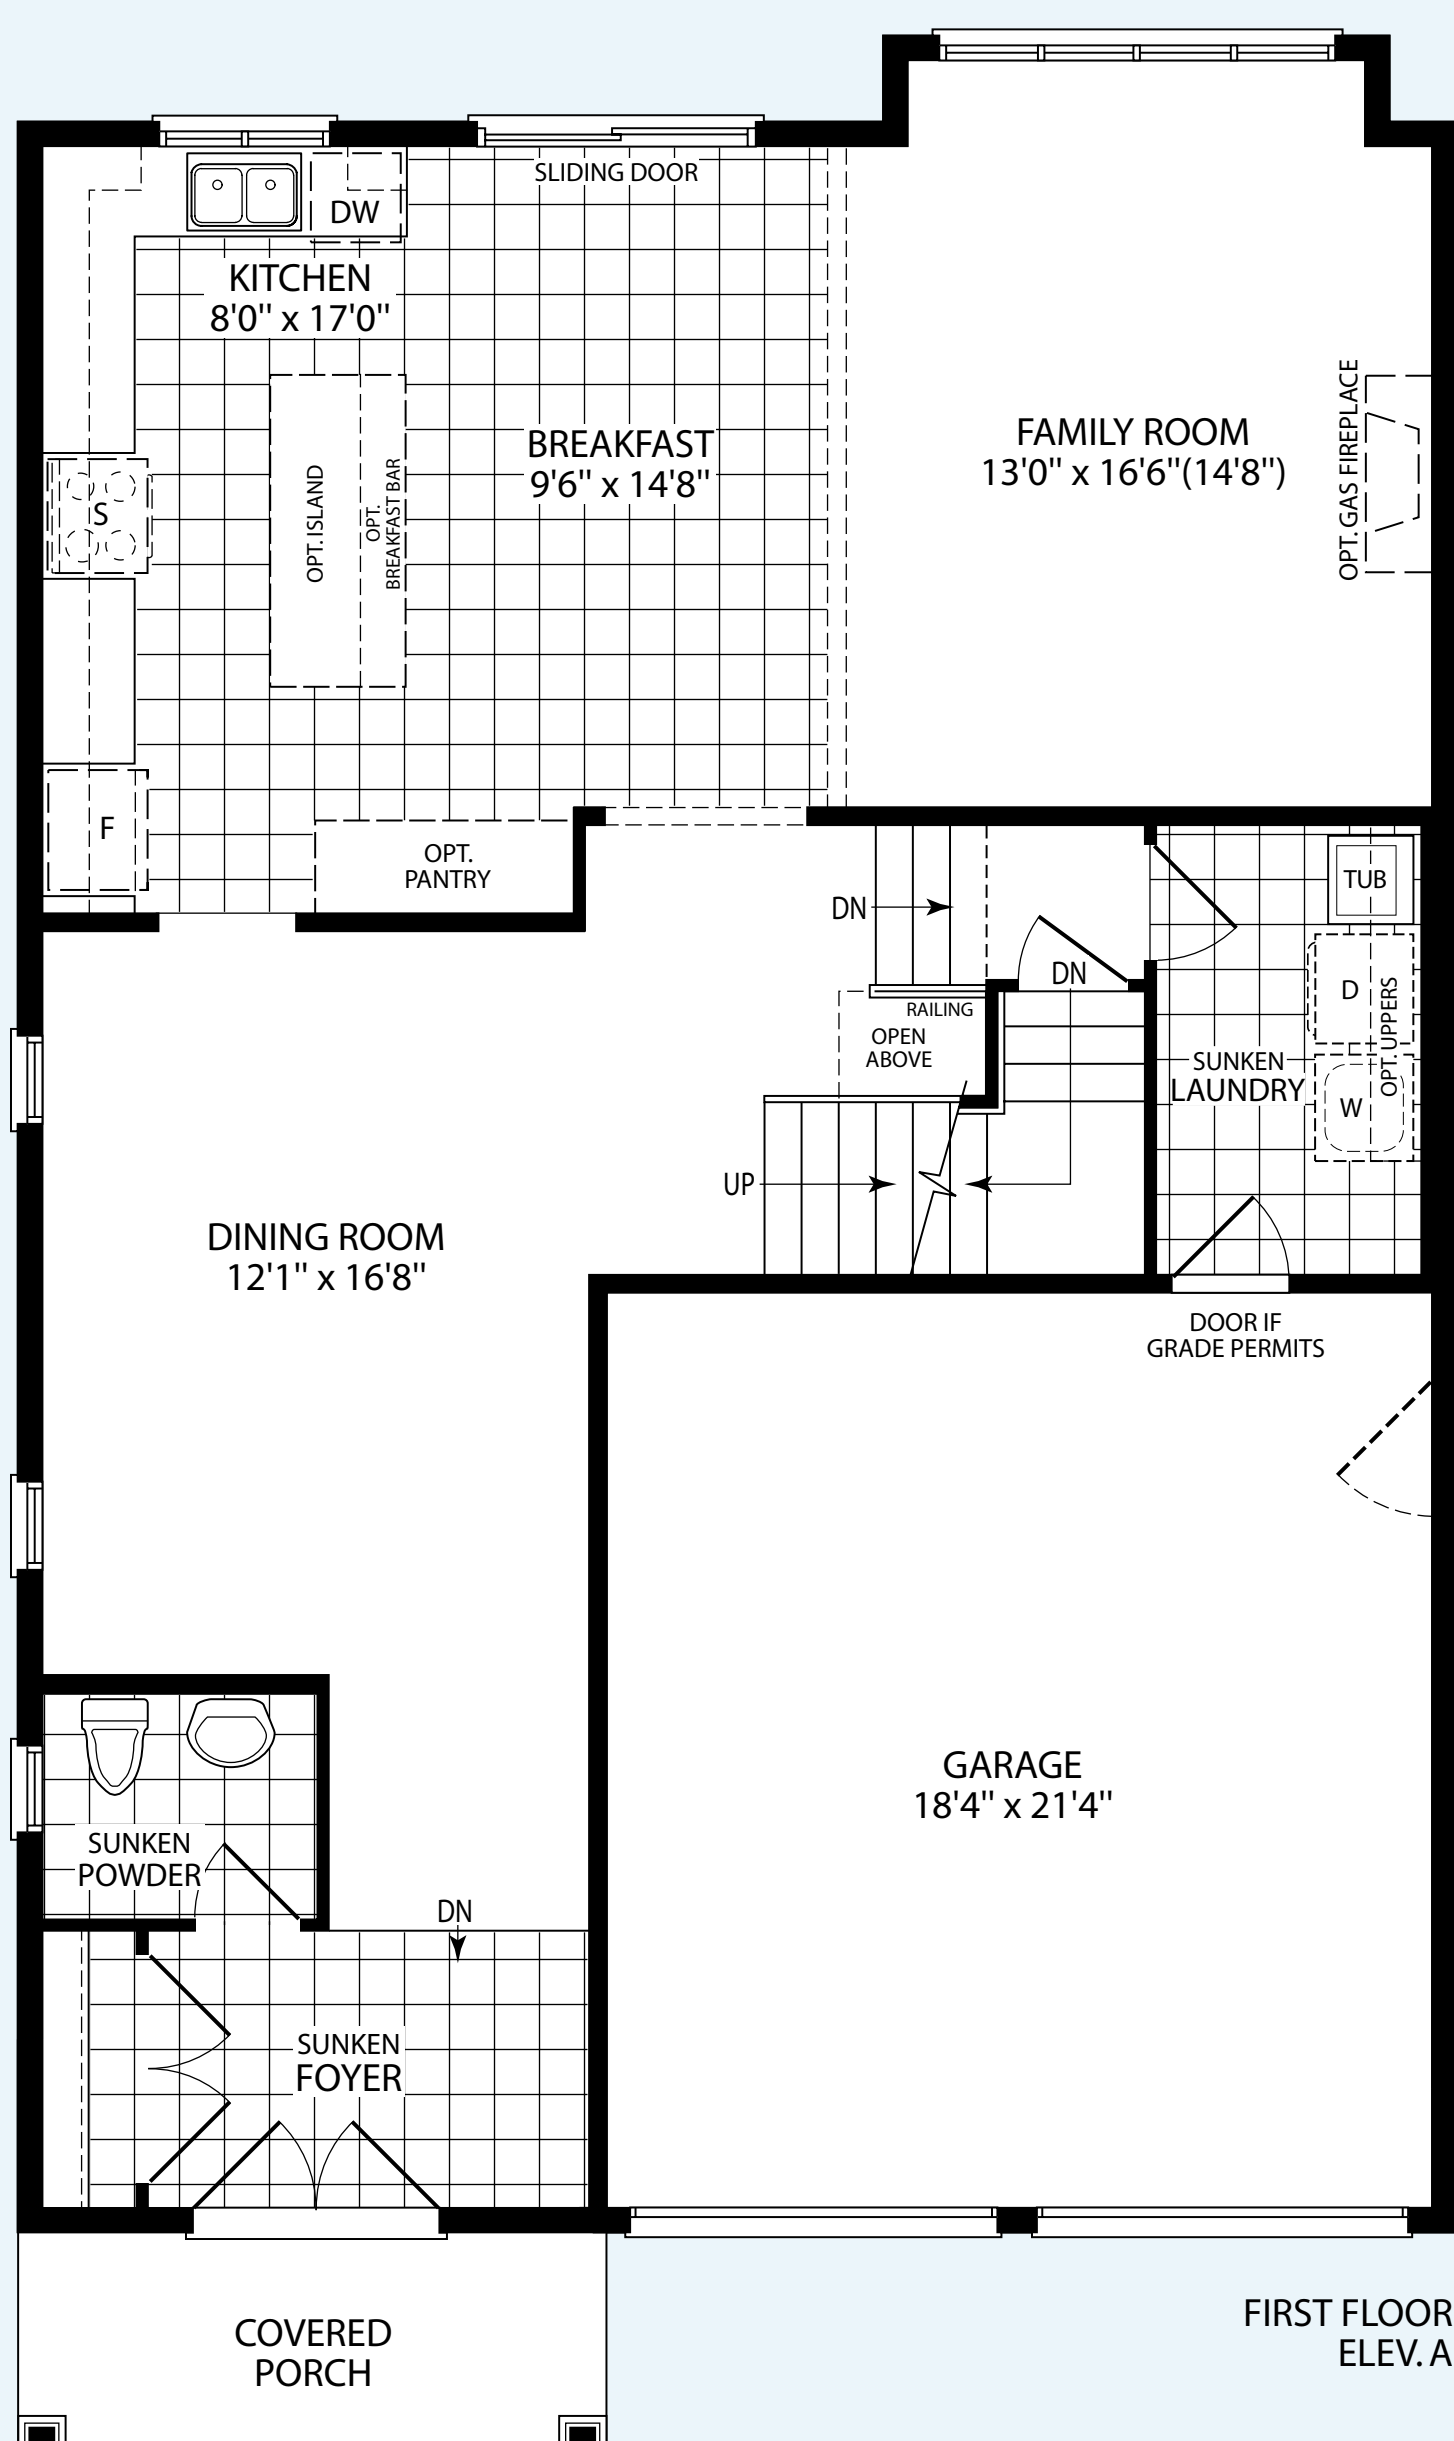 SLIDING DOOR
DW
KITCHEN
8'0" x 17'0"
BREAKFAST
9'6" x 14'8"
FAMILY ROOM
13'0" x 16'6"(14'8")
OPT. GAS FIREPLACE
OPT. ISLAND
OPT.
BREAKFAST BAR
S
F
OPT.
PANTRY
DN
DN
RAILING
OPEN
ABOVE
TUB
D
OPT. UPPERS
W
SUNKEN
LAUNDRY
UP
DINING ROOM
12'1" x 16'8"
DOOR IF
GRADE PERMITS
GARAGE
18'4" x 21'4"
SUNKEN
POWDER
DN
SUNKEN
FOYER
COVERED
PORCH
FIRST FLOOR
ELEV. A